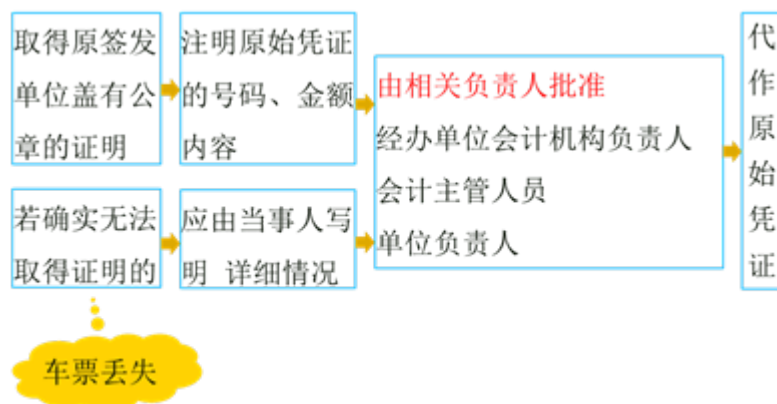 取得原签发
单位盖有公
章的证明
注明原始凭证
的号码、金额
内容
若确实无法
取得证明的
应由当事人写
明 详细情况
由相关负责人批准
经办单位会计机构负责人
会计主管人员
单位负责人
代
作
原
始
凭
证
车票丢失